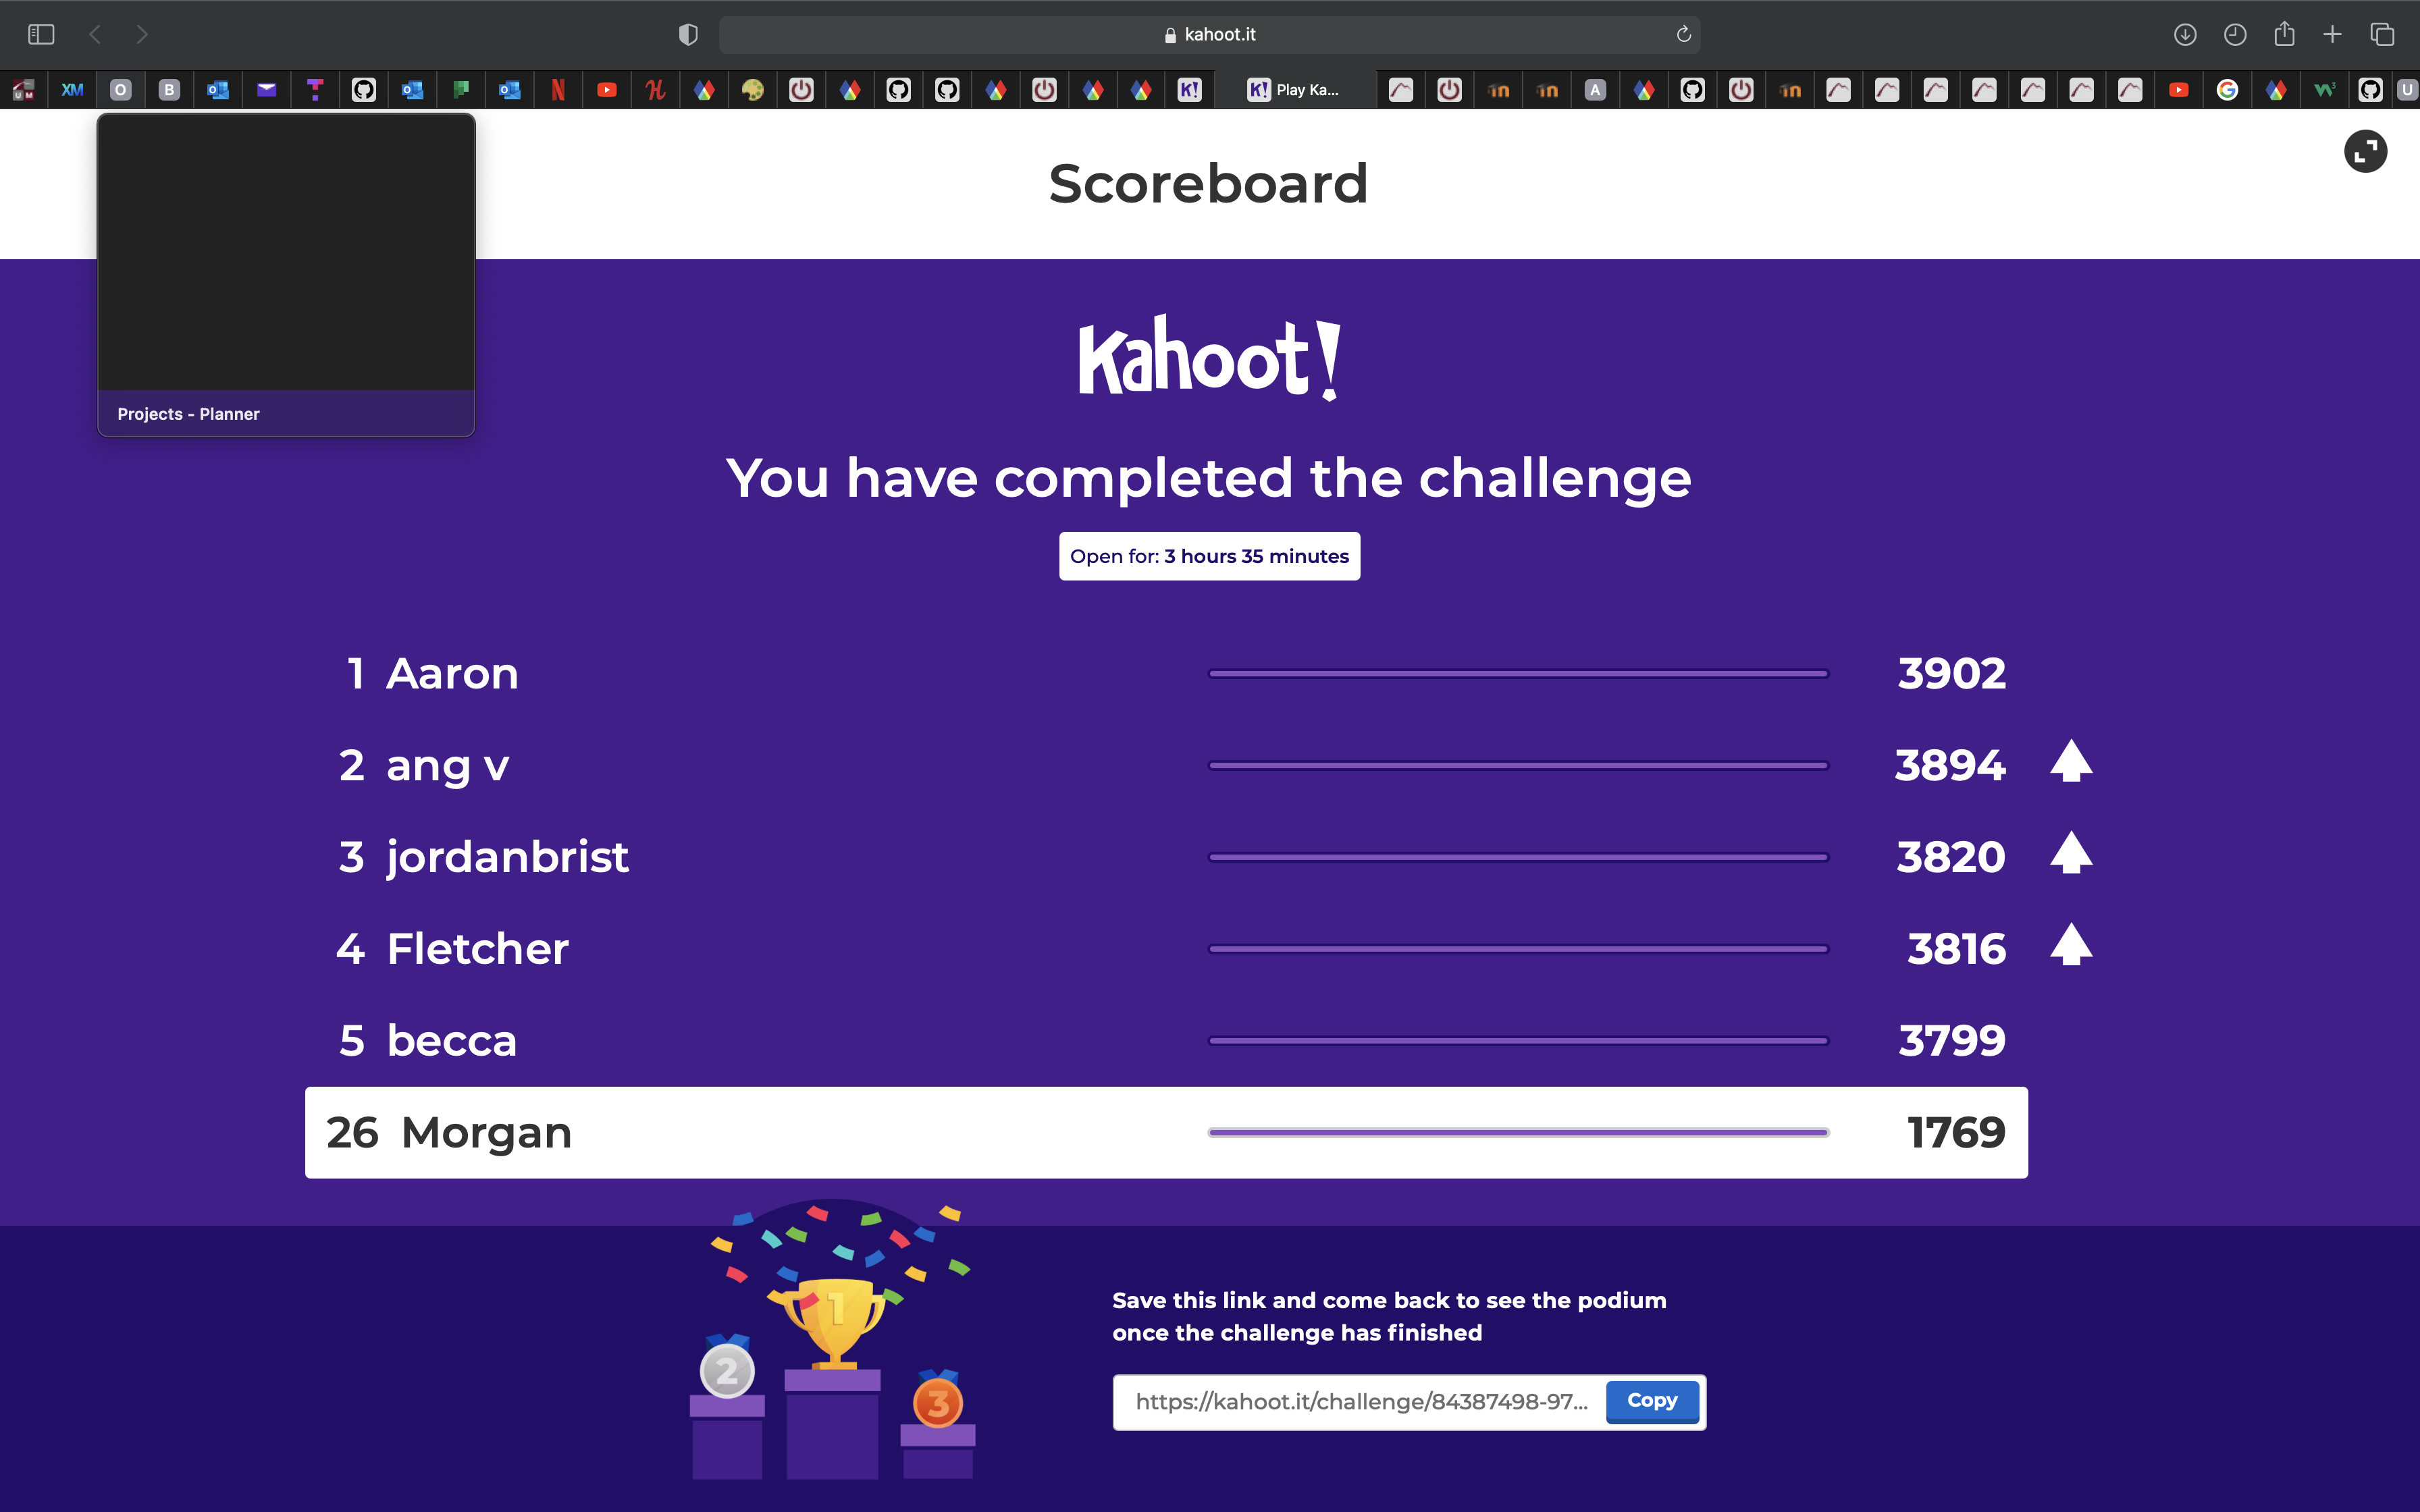 kahoot.it
XM
O
B
T
N
H
K!
K! Play Ka...
A
G
W3
U
Projects - Planner
Scoreboard
Kahoot!
You have completed the challenge
Open for: 3 hours 35 minutes
1 Aaron 3902
2 ang v 3894
3 jordanbrist 3820
4 Fletcher 3816
5 becca 3799
26 Morgan 1769
1
2
3
Save this link and come back to see the podium
once the challenge has finished
https://kahoot.it/challenge/84387498-97... Copy